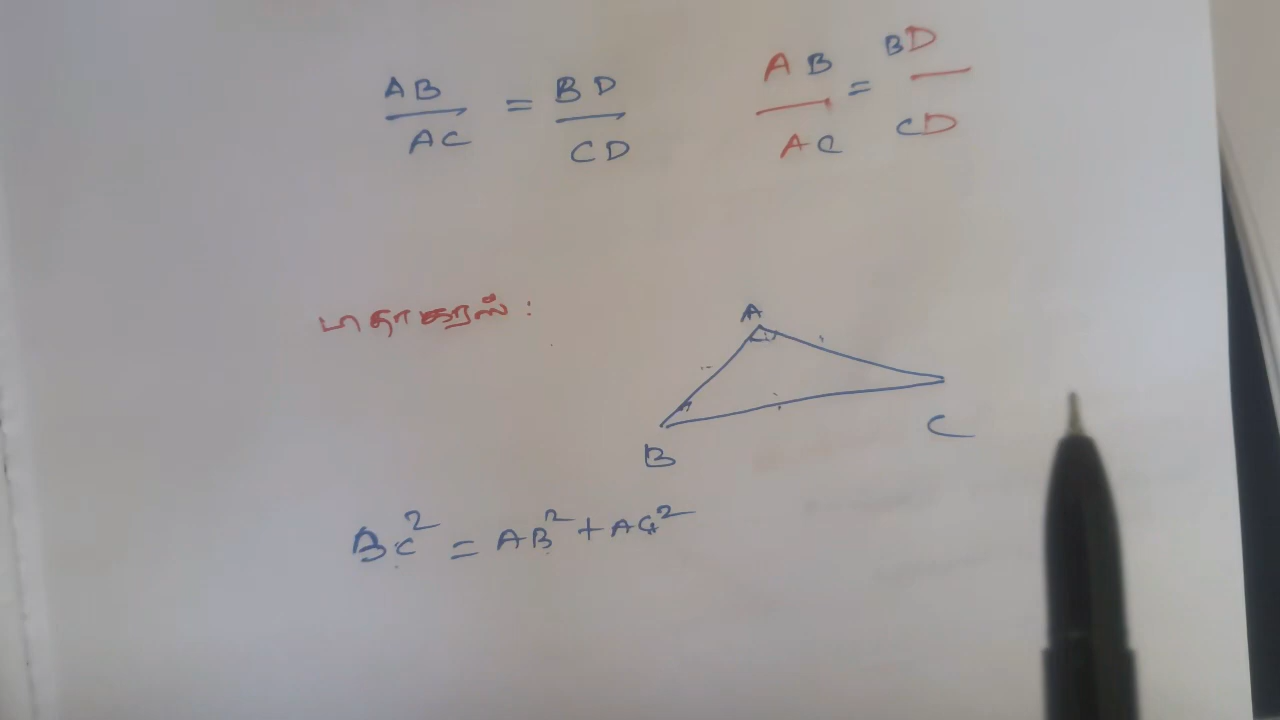 AB = BD
AC CD
AB = BD
AC CD
பிதாகரஸ் :
A
B
C
BC² = AB² + AC²